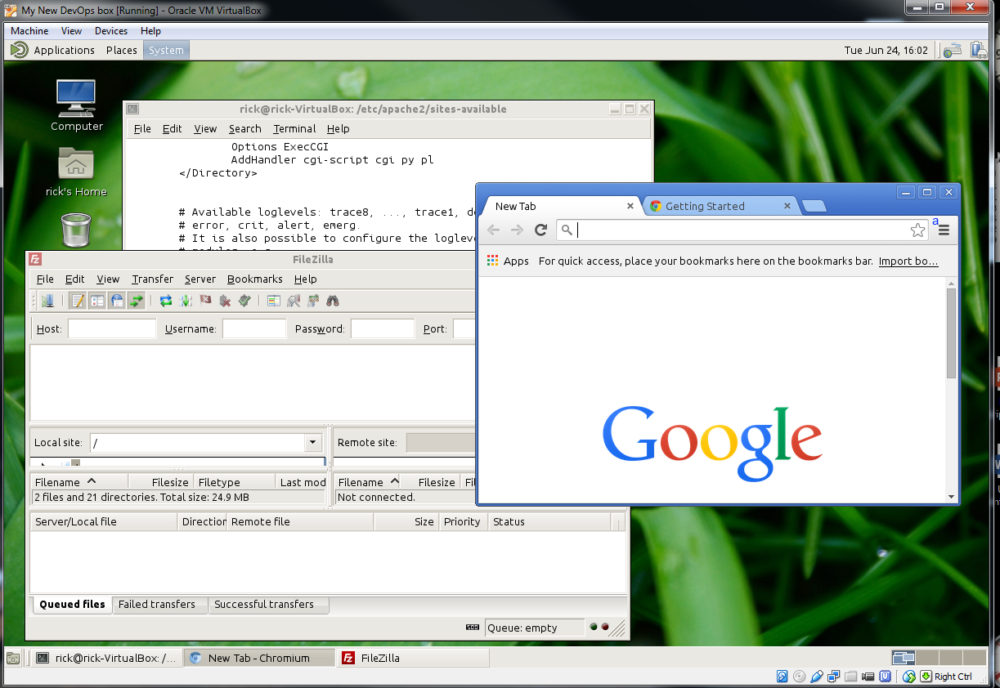 My New DevOps box [Running] - Oracle VM VirtualBox
Machine View Devices Help
Applications Places System Tue Jun 24, 16:02
Computer
rick's Home
rick@rick-VirtualBox: /etc/apache2/sites-available
File Edit View Search Terminal Help
Options ExecCGI
AddHandler cgi-script cgi py pl
</Directory>
# Available loglevels: trace8, ..., trace1, de
# error, crit, alert, emerg.
# It is also possible to configure the logleve
New Tab Getting Started
a
Apps For quick access, place your bookmarks here on the bookmarks bar. Import bo...
Google
FileZilla
File Edit View Transfer Server Bookmarks Help
Host: Username: Password: Port:
Local site: / Remote site:
Filename Filesize Filetype Last mod Filename Filesize Fi
2 files and 21 directories. Total size: 24.9 MB Not connected.
Server/Local file Direction Remote file Size Priority Status
Queued files Failed transfers Successful transfers
Queue: empty
rick@rick-VirtualBox: /... New Tab - Chromium FileZilla
Right Ctrl